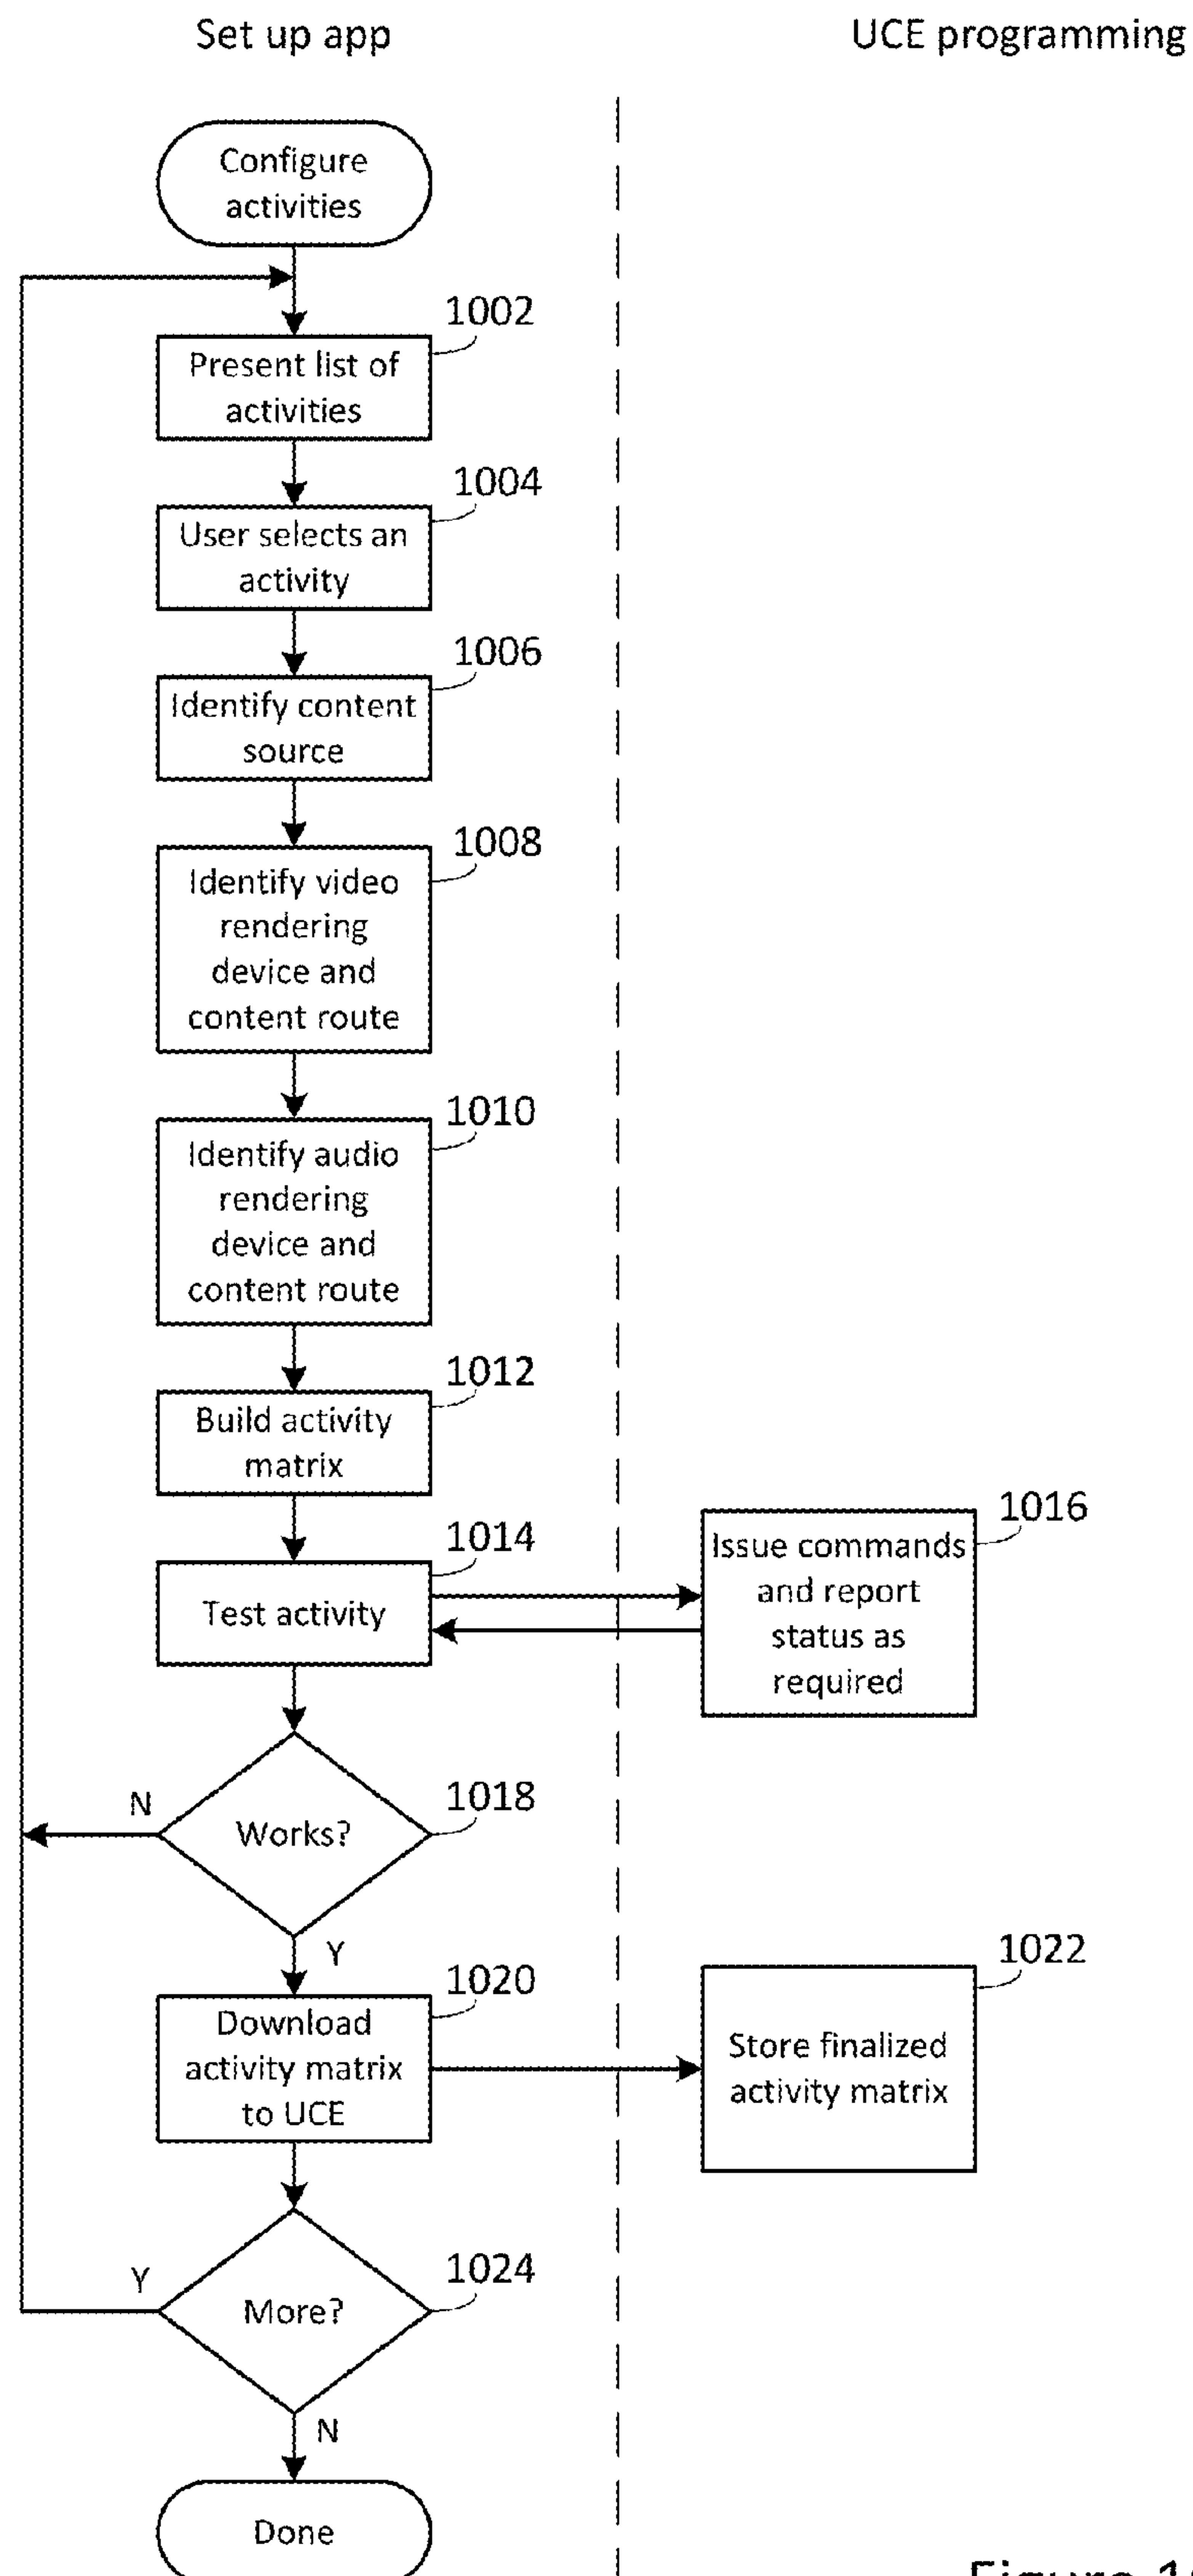 Set up app
UCE programming
Configure
activities
1002
Present list of
activities
1004
User selects an
activity
1006
Identify content
source
1008
Identify video
rendering
device and
content route
1010
Identify audio
rendering
device and
content route
1012
Build activity
matrix
1014
Test activity
1016
Issue commands
and report
status as
required
1018
Works?
N
Y
1020
Download
activity matrix
to UCE
1022
Store finalized
activity matrix
1024
More?
Y
N
Done
Figure